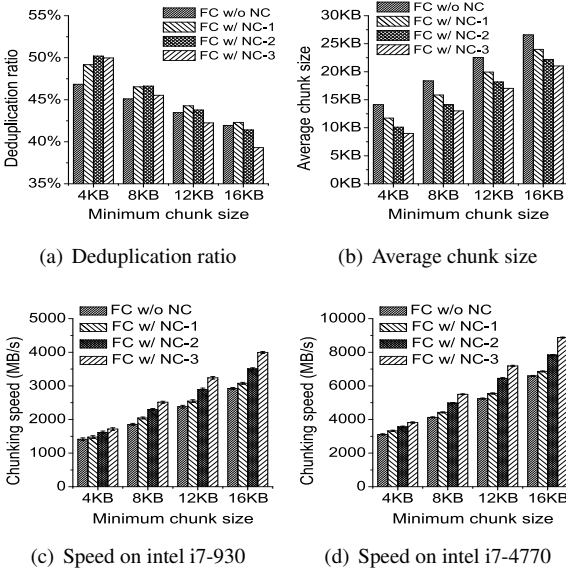 55%
50%
45%
40%
35%
Deduplication ratio
FC w/o NC
FC w/ NC-1
FC w/ NC-2
FC w/ NC-3
4KB 8KB 12KB 16KB
Minimum chunk size
(a) Deduplication ratio
30KB
25KB
20KB
15KB
10KB
5KB
0KB
Average chunk size
FC w/o NC
FC w/ NC-1
FC w/ NC-2
FC w/ NC-3
4KB 8KB 12KB 16KB
Minimum chunk size
(b) Average chunk size
5000
4000
3000
2000
1000
0
Chunking speed (MB/s)
FC w/o NC
FC w/ NC-1
FC w/ NC-2
FC w/ NC-3
4KB 8KB 12KB 16KB
Minimum chunk size
(c) Speed on intel i7-930
10000
8000
6000
4000
2000
0
Chunking speed (MB/s)
FC w/o NC
FC w/ NC-1
FC w/ NC-2
FC w/ NC-3
4KB 8KB 12KB 16KB
Minimum chunk size
(d) Speed on intel i7-4770